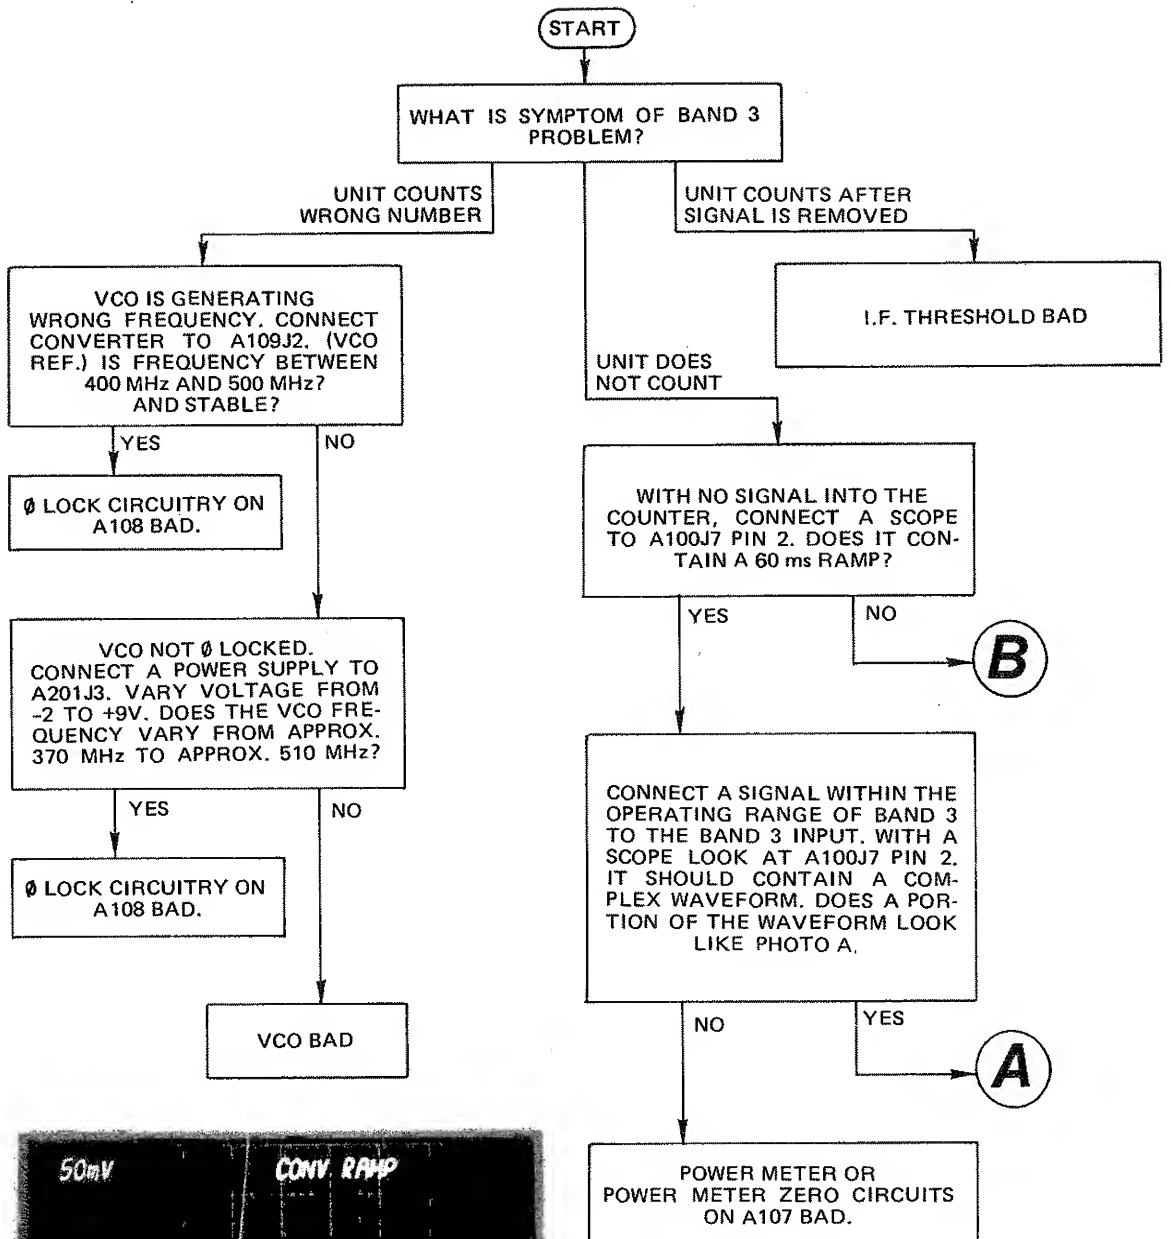 START
WHAT IS SYMPTOM OF BAND 3
PROBLEM?
UNIT COUNTS
WRONG NUMBER
UNIT COUNTS AFTER
SIGNAL IS REMOVED
VCO IS GENERATING
WRONG FREQUENCY. CONNECT
CONVERTER TO A109J2. (VCO
REF.) IS FREQUENCY BETWEEN
400 MHz AND 500 MHz?
AND STABLE?
I.F. THRESHOLD BAD
UNIT DOES
NOT COUNT
YES
NO
Ø LOCK CIRCUITRY ON
A108 BAD.
WITH NO SIGNAL INTO THE
COUNTER, CONNECT A SCOPE
TO A100J7 PIN 2. DOES IT CON-
TAIN A 60 ms RAMP?
YES
NO
B
VCO NOT Ø LOCKED.
CONNECT A POWER SUPPLY TO
A201J3. VARY VOLTAGE FROM
-2 TO +9V. DOES THE VCO FRE-
QUENCY VARY FROM APPROX.
370 MHz TO APPROX. 510 MHz?
YES
NO
Ø LOCK CIRCUITRY ON
A108 BAD.
CONNECT A SIGNAL WITHIN THE
OPERATING RANGE OF BAND 3
TO THE BAND 3 INPUT. WITH A
SCOPE LOOK AT A100J7 PIN 2.
IT SHOULD CONTAIN A COM-
PLEX WAVEFORM. DOES A POR-
TION OF THE WAVEFORM LOOK
LIKE PHOTO A.
VCO BAD
NO
YES
A
50mV
CONV RAMP
POWER METER OR
POWER METER ZERO CIRCUITS
ON A107 BAD.